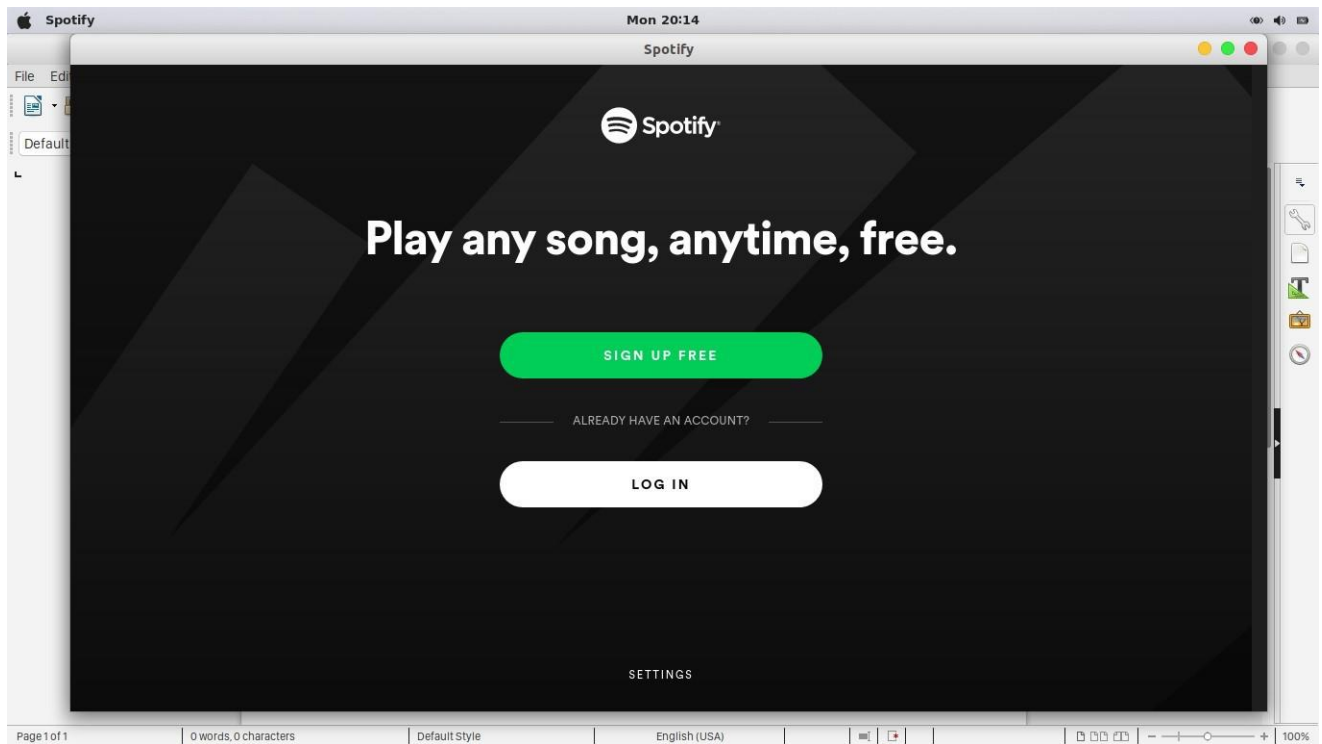 Spotify
Mon 20:14
Spotify
File
Default
Spotify
Play any song, anytime, free.
SIGN UP FREE
ALREADY HAVE AN ACCOUNT?
LOG IN
SETTINGS
Page 1 of 1
0 words, 0 characters
Default Style
English (USA)
100%